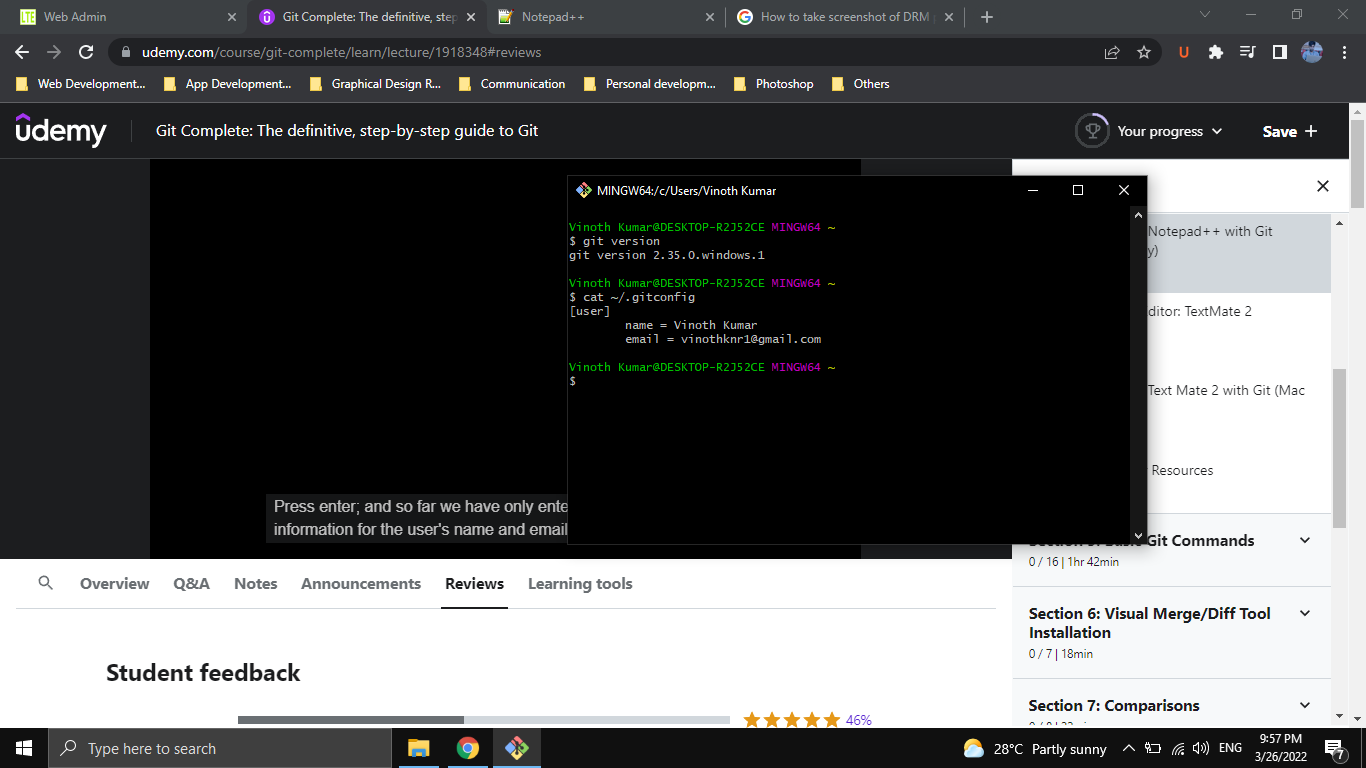 Web Admin
Git Complete: The definitive, step
Notepad++
How to take screenshot of DRM
udemy.com/course/git-complete/learn/lecture/1918348#reviews
U
Web Development...
App Development...
Graphical Design R...
Communication
Personal developm...
Photoshop
Others
udemy
Git Complete: The definitive, step-by-step guide to Git
Your progress
Save +
MINGW64:/c/Users/Vinoth Kumar
Vinoth Kumar@DESKTOP-R2J52CE MINGW64 ~
$ git version
git version 2.35.0.windows.1
Vinoth Kumar@DESKTOP-R2J52CE MINGW64 ~
$ cat ~/.gitconfig
[user]
name = Vinoth Kumar
email = vinothknr1@gmail.com
Vinoth Kumar@DESKTOP-R2J52CE MINGW64 ~
$
Notepad++ with Git
y)
ditor: TextMate 2
Text Mate 2 with Git (Mac
Resources
Git Commands
0 / 16 | 1hr 42min
Section 6: Visual Merge/Diff Tool
Installation
0 / 7 | 18min
Section 7: Comparisons
Press enter; and so far we have only ente
information for the user's name and email
Overview
Q&A
Notes
Announcements
Reviews
Learning tools
Student feedback
46%
Type here to search
28°C Partly sunny
ENG
9:57 PM
3/26/2022
7